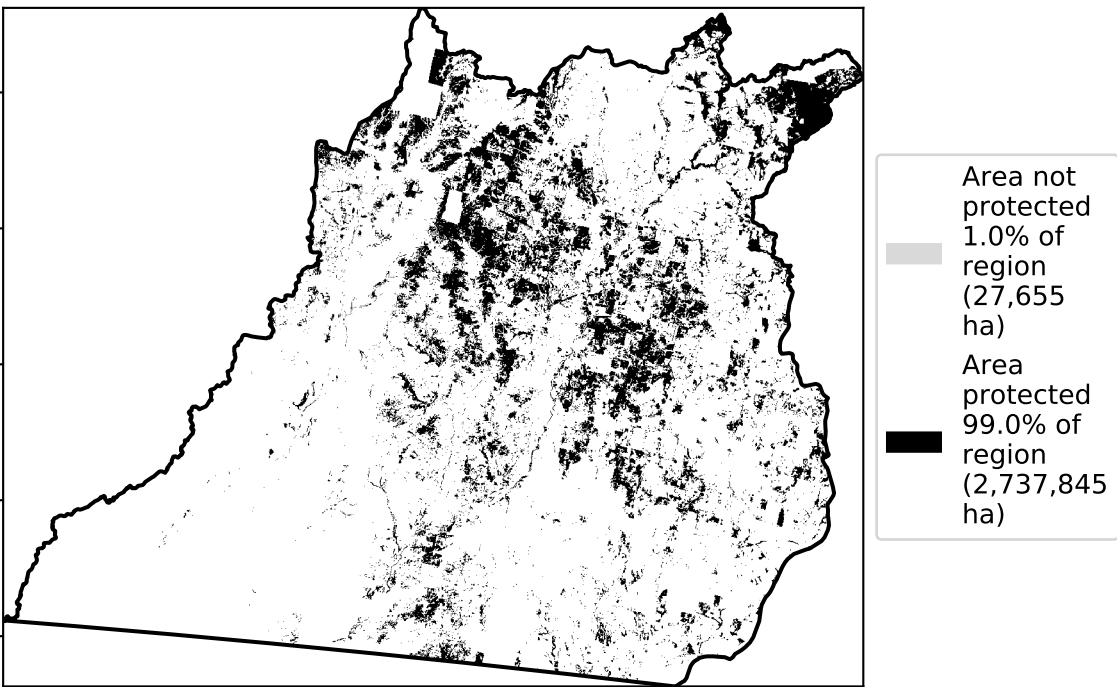 Area not
protected
1.0% of
region
(27,655
ha)
Area
protected
99.0% of
region
(2,737,845
ha)